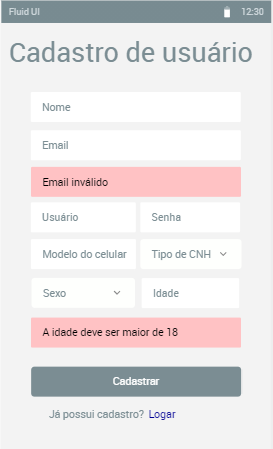 Fluid UI 12:30
Cadastro de usuário
Nome
Email
Email inválido
Usuário Senha
Modelo do celular Tipo de CNH
Sexo Idade
A idade deve ser maior de 18
Cadastrar
Já possui cadastro? Logar